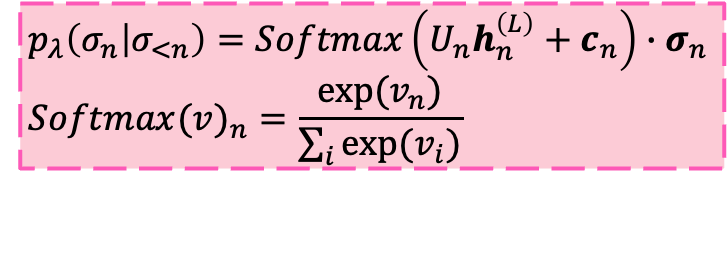 p_λ(σ_n|σ_{<n}) = Softmax(U_n h_n^{(L)} + c_n) · σ_n
Softmax(v)_n = exp(v_n) / ∑_i exp(v_i)